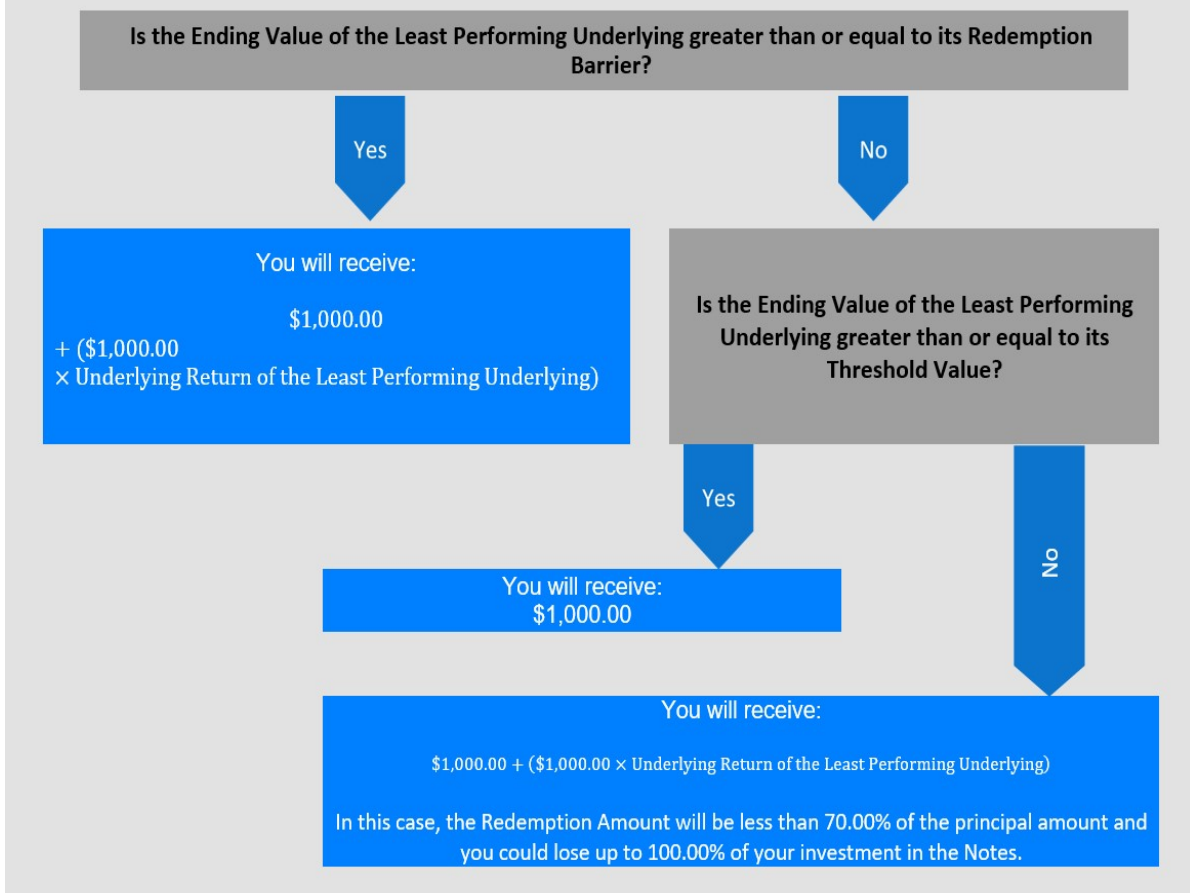 Is the Ending Value of the Least Performing Underlying greater than or equal to its Redemption
Barrier?
Yes
No
You will receive:
$1,000.00
+ ($1,000.00
× Underlying Return of the Least Performing Underlying)
Is the Ending Value of the Least Performing
Underlying greater than or equal to its
Threshold Value?
Yes
No
You will receive:
$1,000.00
You will receive:
$1,000.00 + ($1,000.00 × Underlying Return of the Least Performing Underlying)
In this case, the Redemption Amount will be less than 70.00% of the principal amount and
you could lose up to 100.00% of your investment in the Notes.